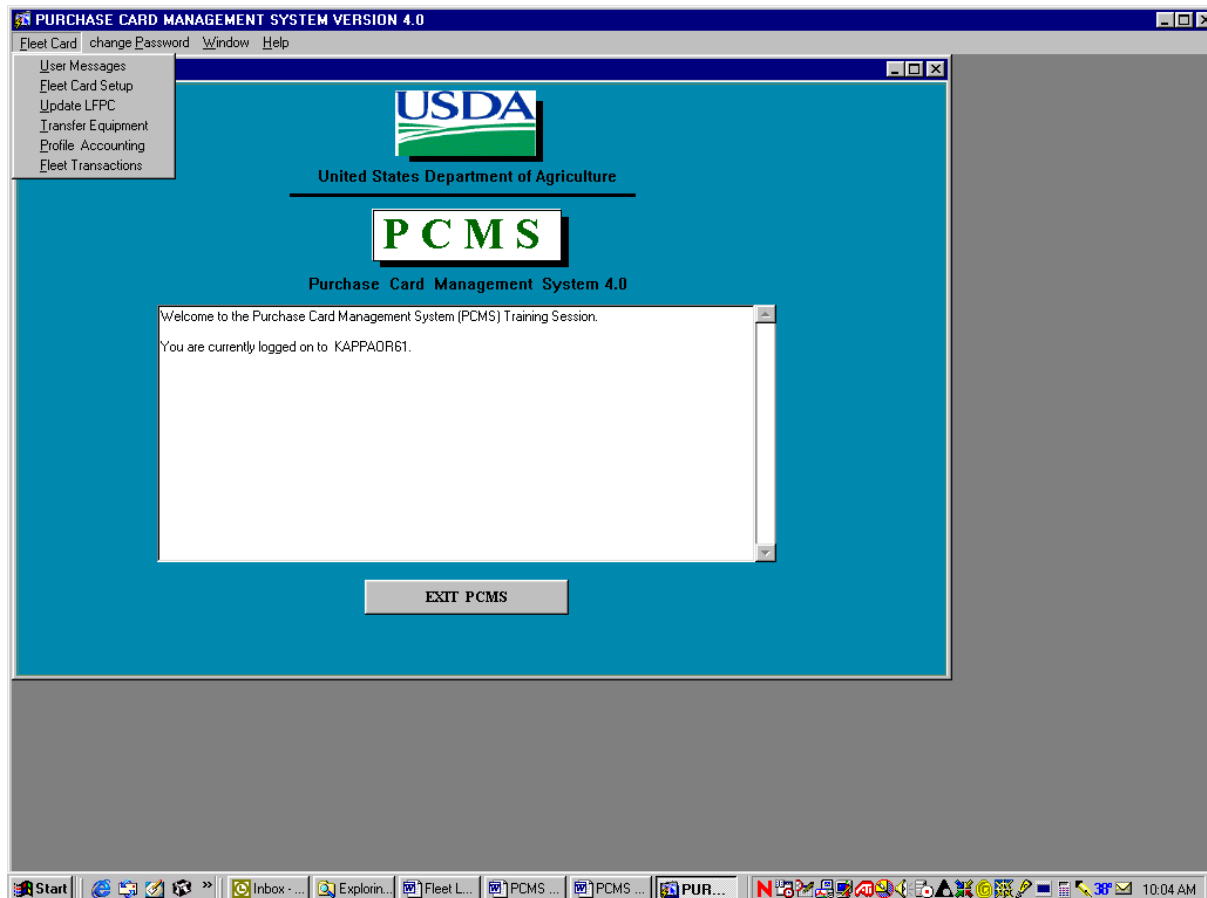 PURCHASE CARD MANAGEMENT SYSTEM VERSION 4.0
Fleet Card change Password Window Help
User Messages
Fleet Card Setup
Update LFPC
Transfer Equipment
Profile Accounting
Fleet Transactions
USDA
United States Department of Agriculture
PCMS
Purchase Card Management System 4.0
Welcome to the Purchase Card Management System (PCMS) Training Session.
You are currently logged on to KAPPAOR61.
EXIT PCMS
Start » Inbox - ... Explorin... Fleet L... PCMS ... PCMS ... PUR... 38° 10:04 AM